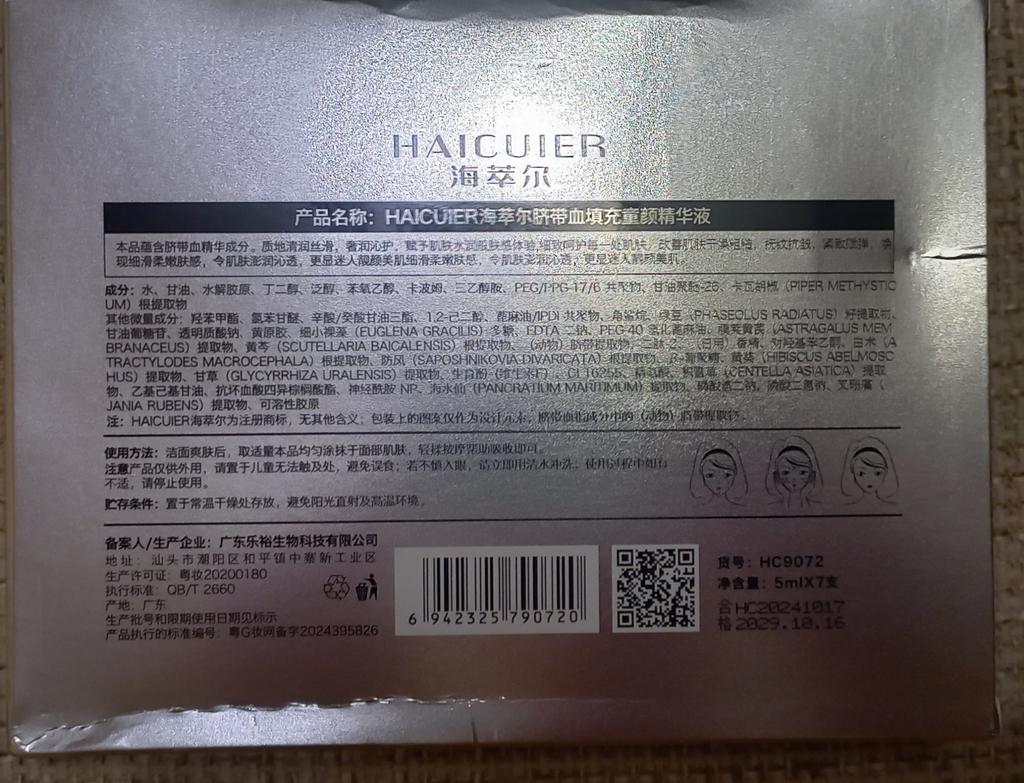 HAICUIER
海萃尔
产品名称：HAICUIER海萃尔脐带血填充童颜精华液
本品蕴含脐带血精华成分，质地清润丝滑，奢润沁护，赋予肌肤水润 肤感体验,细致呵护每一处肌肤，改善肌肤干燥粗糙，抚纹抗皱，紧致 弹，
现细滑柔嫩肤感，令肌肤澎润沁透，更显迷人靓颜美肌细滑柔嫩肤感，令肌肤澎润沁透，更显迷人靓颜美肌
成分：水、甘油、水解胶原、丁二醇、泛醇、苯氧乙醇、卡波姆、三乙醇胺、PEG/PPG-17/6 共聚物、甘油聚醚-26、卡瓦胡椒（PIPER METHYSTIC
UM）根提取物
其他微量成分：羟苯甲酯、氯苯甘醚、辛酸/癸酸甘油三酯、1,2-己二醇、蓖麻油/IPDI 共聚物、角鲨烷、绿豆（PHASEOLUS RADIATUS）籽提取物、
甘油葡糖苷、透明质酸钠、黄原胶、细小裸藻（EUGLENA GRACILIS）多糖、EDTA 二钠、PEG-40 氢化蓖麻油、膜荚黄芪（ASTRAGALUS MEM
BRANACEUS）提取物、黄芩（SCUTELLARIA BAICALENSIS）根提取物、（动物）脐带提取物、二肽-2、（日用）香精、对羟基苯乙酮、白术（A
TRACTYLODES MACROCEPHALA）根提取物、防风（SAPOSHNIKOVIA DIVARICATA）根提取物、 葡聚糖、黄葵（HIBISCUS ABELMOSC
HUS）提取物、甘草（GLYCYRRHIZA URALENSIS）提取物、生育酚（维生素E）、CI 16255、精氨酸、积雪草（CENTELLA ASIATICA）提取
物、乙基己基甘油、抗坏血酸四异棕榈酸酯、神经酰胺 NP、海水仙（PANCRATIUM MARITIMUM）提取物、磷酸氢二钠、磷酸二氢钠、叉珊藻（
JANIA RUBENS）提取物、可溶性胶原
注：HAICUIER海萃尔为注册商标，无其他含义；包装上的图案仅作为设计元素，脐带血指成分中的（动物）脐带提取物。
使用方法：洁面爽肤后，取适量本品均匀涂抹于面部肌肤，轻揉按摩帮助吸收即可。
注意产品仅供外用，请置于儿童无法触及处，避免误食；若不慎入眼，请立即用清水冲洗，使用过程中如有
不适，请停止使用。
贮存条件：置于常温干燥处存放，避免阳光直射及高温环境。
备案人/生产企业：广东乐裕生物科技有限公司
地址：汕头市潮阳区和平镇中寨新工业区
生产许可证：粤妆20200180
执行标准：QB/T 2660
产地：广东
生产批号和限期使用日期见标示
产品执行的标准编号：粤G妆网备字2024395826
6 942325 790720
货号：HC9072
净含量：5mlX7支
合 HC20241017
格 2029.10.16